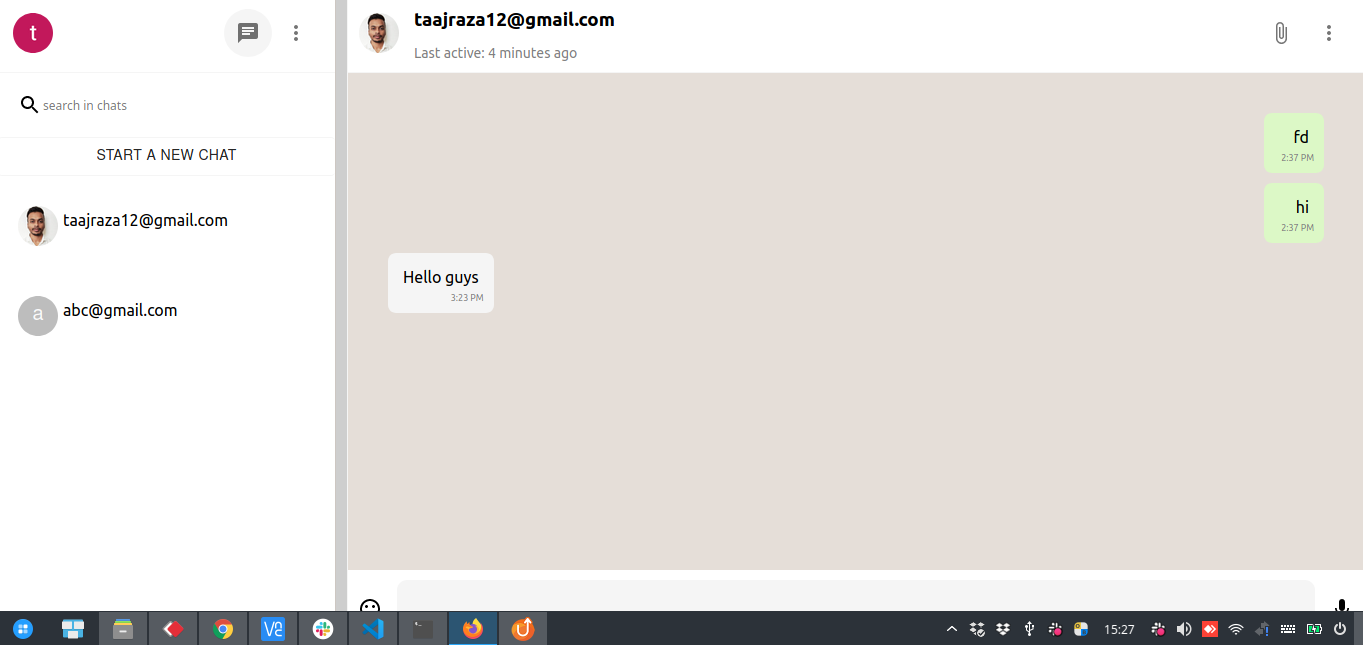 t
search in chats
START A NEW CHAT
taajraza12@gmail.com
a
abc@gmail.com
taajraza12@gmail.com
Last active: 4 minutes ago
fd
2:37 PM
hi
2:37 PM
Hello guys
3:23 PM
15:27